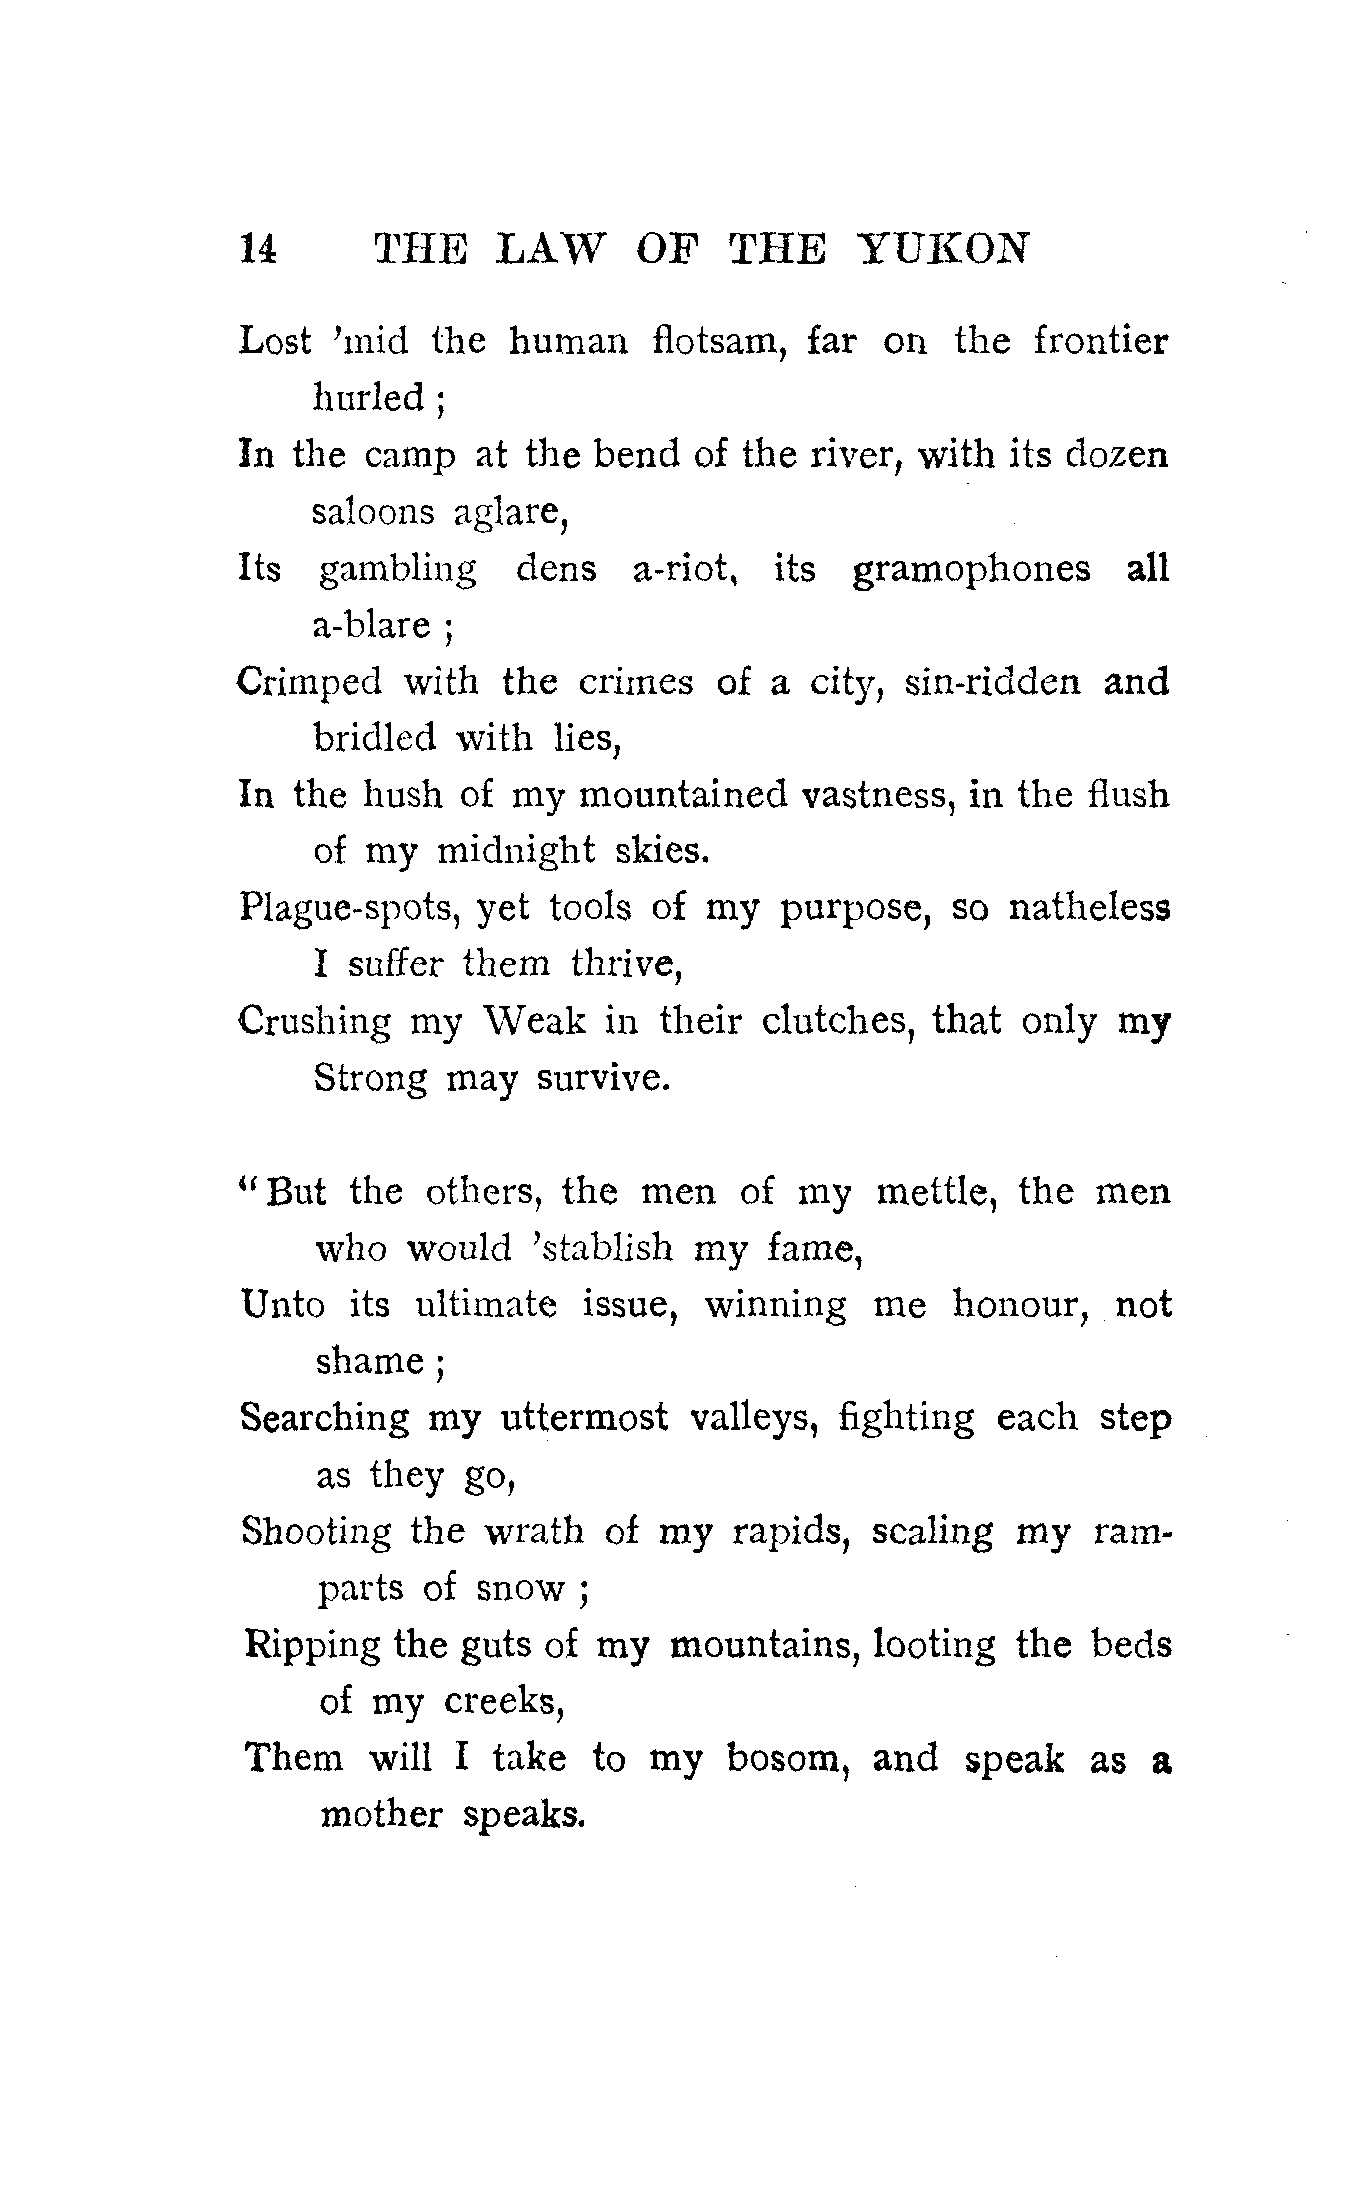 14 THE LAW OF THE YUKON
Lost 'mid the human flotsam, far on the frontier
hurled ;
In the camp at the bend of the river, with its dozen
saloons aglare,
Its gambling dens a-riot, its gramophones all
a-blare ;
Crimped with the crimes of a city, sin-ridden and
bridled with lies,
In the hush of my mountained vastness, in the flush
of my midnight skies.
Plague-spots, yet tools of my purpose, so natheless
I suffer them thrive,
Crushing my Weak in their clutches, that only my
Strong may survive.
"But the others, the men of my mettle, the men
who would 'stablish my fame,
Unto its ultimate issue, winning me honour, not
shame ;
Searching my uttermost valleys, fighting each step
as they go,
Shooting the wrath of my rapids, scaling my ram-
parts of snow ;
Ripping the guts of my mountains, looting the beds
of my creeks,
Them will I take to my bosom, and speak as a
mother speaks.